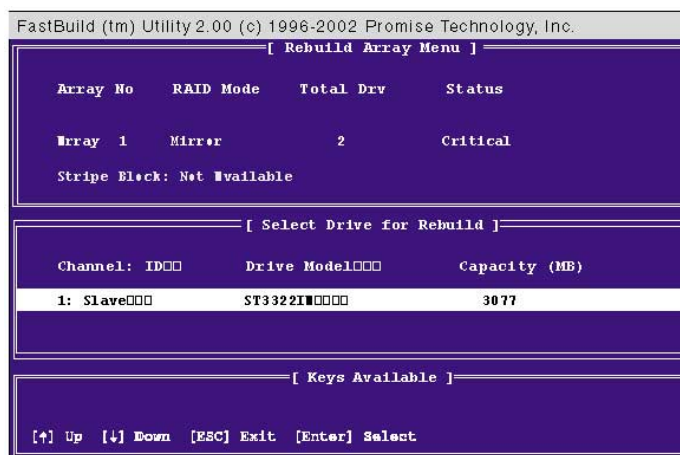 FastBuild (tm) Utility 2.00 (c) 1996-2002 Promise Technology, Inc.
[ Rebuild Array Menu ]
Array No RAID Mode Total Drv Status
1 Mirror 2 Critical
Stripe Block: Not
[ Select Drive for Rebuild ]
Channel: ID Drive Model Capacity (MB)
1: Slave 3077
[ Keys Available ]
[↑] Up [↓] Down [ESC] Exit [Enter] Select